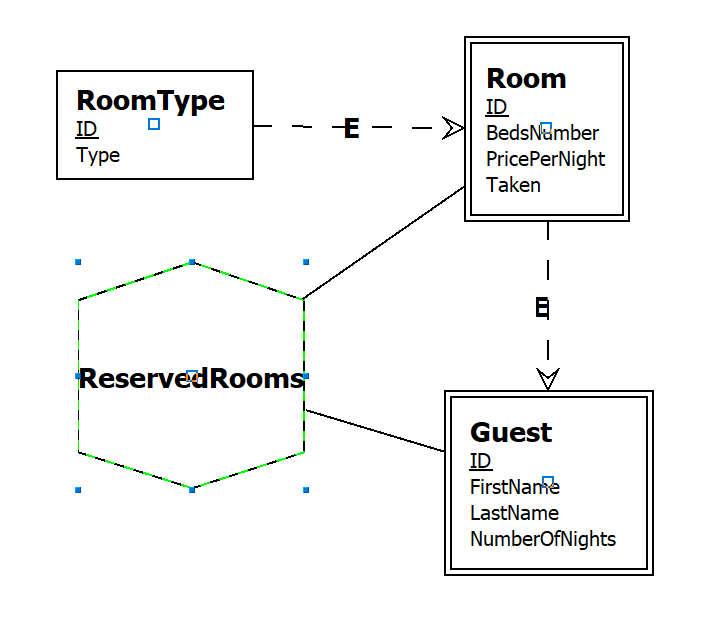 RoomType
ID
Type
E
Room
ID
BedsNumber
PricePerNight
Taken
E
ReservedRooms
Guest
ID
FirstName
LastName
NumberOfNights